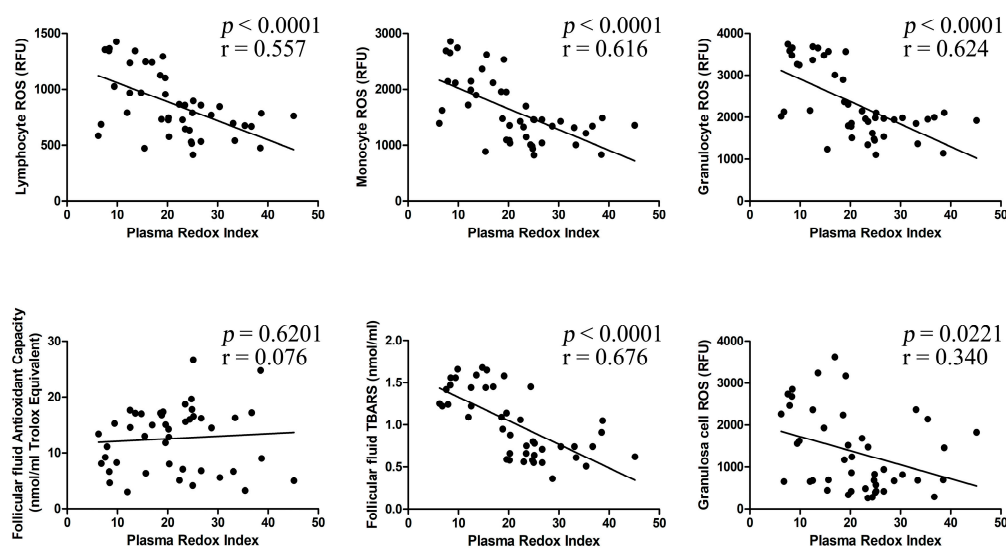 p < 0.0001
r = 0.557
Lymphocyte ROS (RFU)
1500
1000
500
0
0 10 20 30 40 50
Plasma Redox Index
p < 0.0001
r = 0.616
Monocyte ROS (RFU)
3000
2000
1000
0
0 10 20 30 40 50
Plasma Redox Index
p < 0.0001
r = 0.624
Granulocyte ROS (RFU)
4000
3000
2000
1000
0
0 10 20 30 40 50
Plasma Redox Index
p = 0.6201
r = 0.076
Follicular fluid Antioxidant Capacity
(nmol/ml Trolox Equivalent)
30
20
10
0
0 10 20 30 40 50
Plasma Redox Index
p < 0.0001
r = 0.676
Follicular fluid TBARS (nmol/ml)
2.0
1.5
1.0
0.5
0.0
0 10 20 30 40 50
Plasma Redox Index
p = 0.0221
r = 0.340
Granulosa cell ROS (RFU)
4000
3000
2000
1000
0
0 10 20 30 40 50
Plasma Redox Index